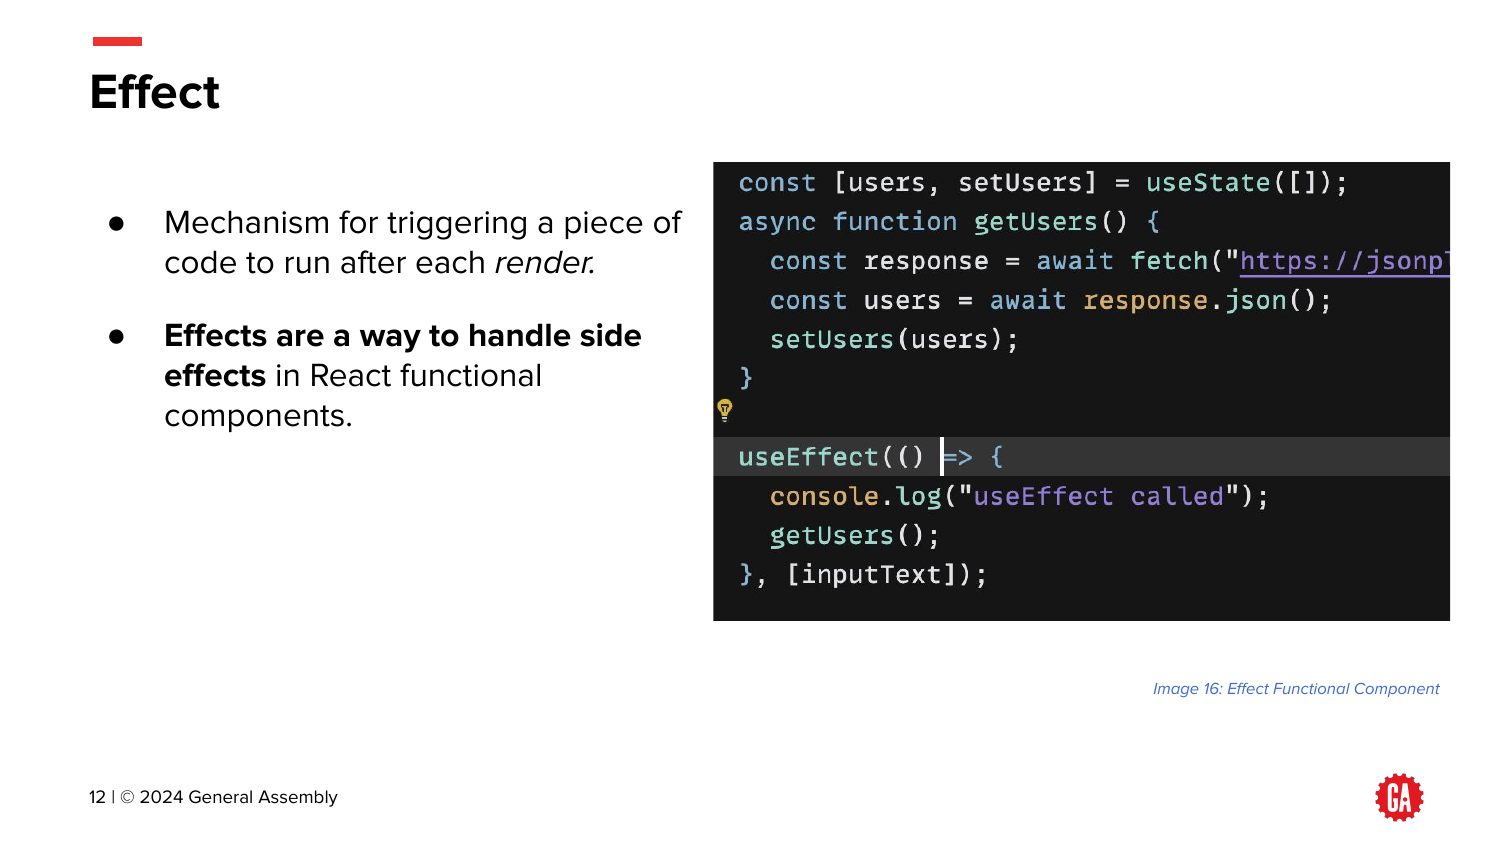 Effect
● Mechanism for triggering a piece of
code to run after each render.
● Effects are a way to handle side
effects in React functional
components.
const [users, setUsers] = useState([]);
async function getUsers() {
const response = await fetch("https://jsonpl
const users = await response.json();
setUsers(users);
}
useEffect(() => {
console.log("useEffect called");
getUsers();
}, [inputText]);
Image 16: Effect Functional Component
12 | © 2024 General Assembly
GA